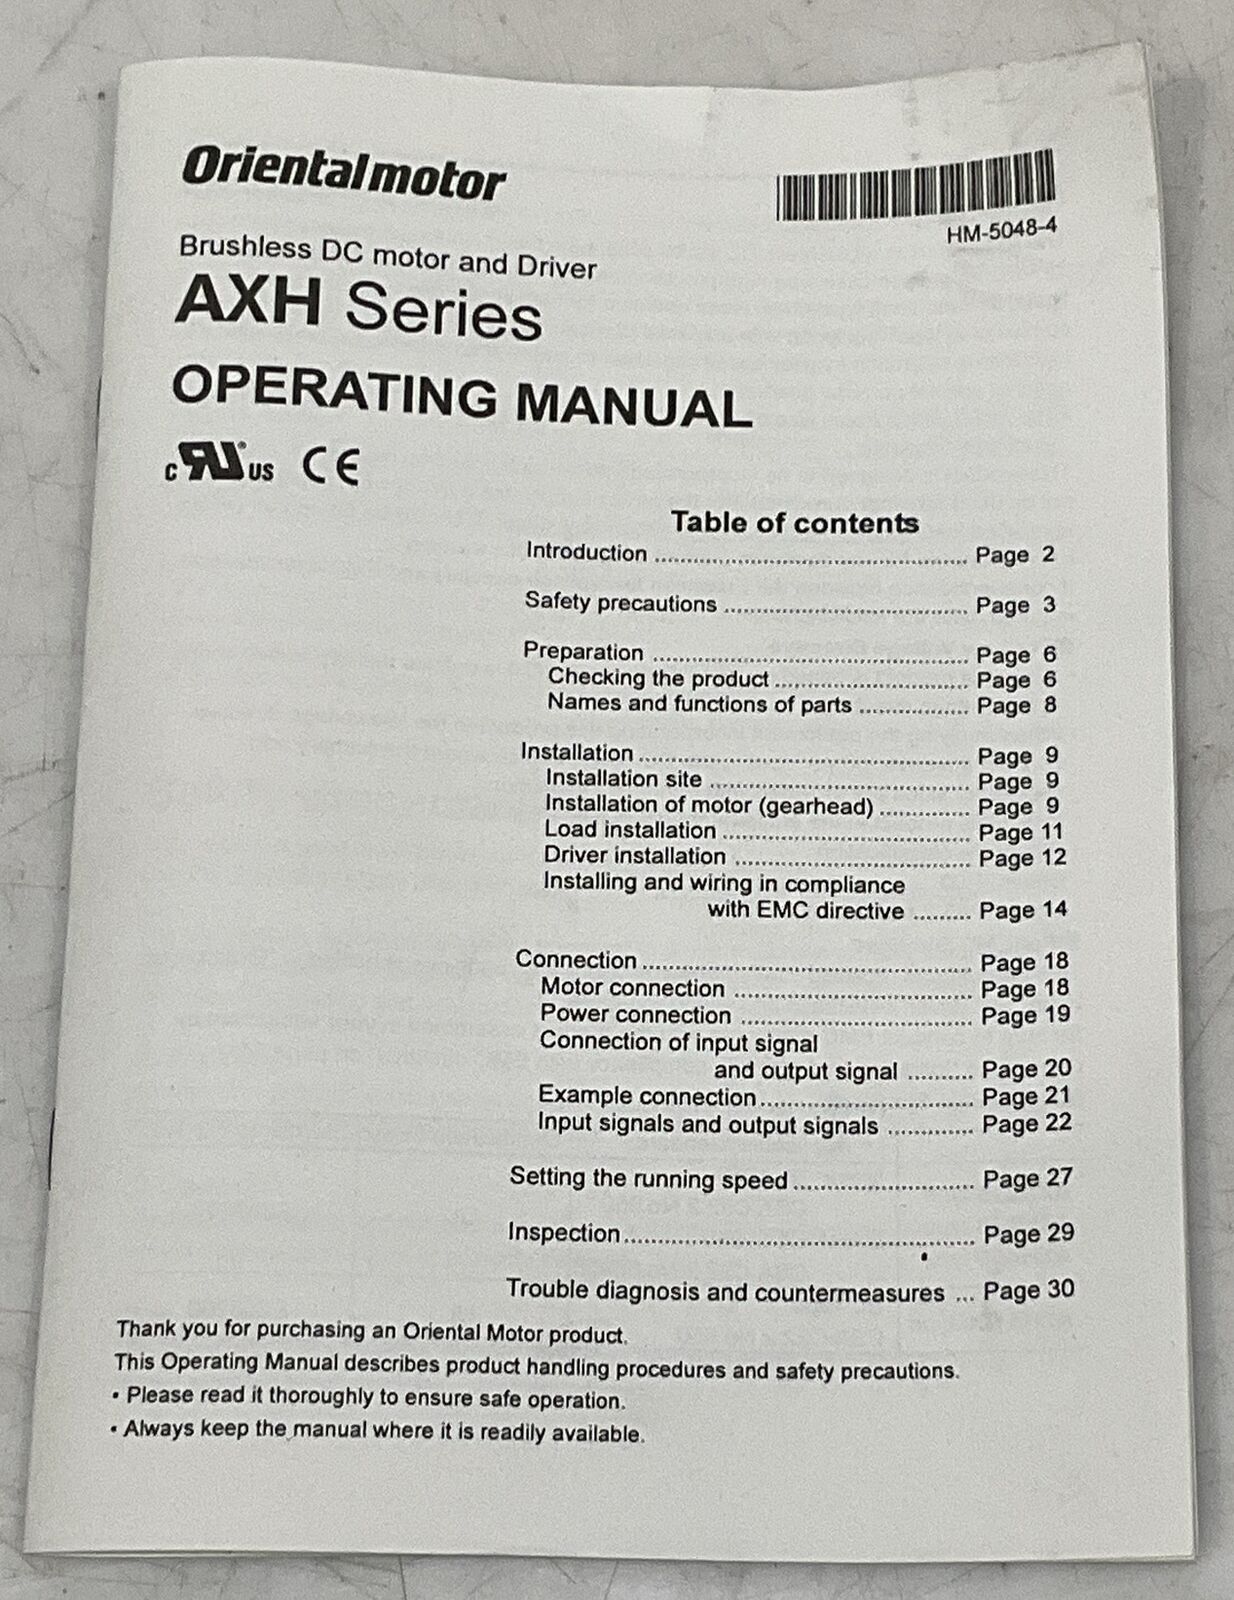 Orientalmotor
HM-5048-4
Brushless DC motor and Driver
AXH Series
OPERATING MANUAL
c RU® US CE
Table of contents
Introduction ........................................ Page 2
Safety precautions ............................... Page 3
Preparation ........................................ Page 6
Checking the product ......................... Page 6
Names and functions of parts ................. Page 8
Installation .......................................... Page 9
Installation site .................................. Page 9
Installation of motor (gearhead) .............. Page 9
Load installation ................................ Page 11
Driver installation ............................... Page 12
Installing and wiring in compliance
with EMC directive ......... Page 14
Connection .......................................... Page 18
Motor connection ............................... Page 18
Power connection .............................. Page 19
Connection of input signal
and output signal .......... Page 20
Example connection ............................ Page 21
Input signals and output signals ............. Page 22
Setting the running speed ........................ Page 27
Inspection ............................................ Page 29
Trouble diagnosis and countermeasures ... Page 30
Thank you for purchasing an Oriental Motor product.
This Operating Manual describes product handling procedures and safety precautions.
• Please read it thoroughly to ensure safe operation.
• Always keep the manual where it is readily available.